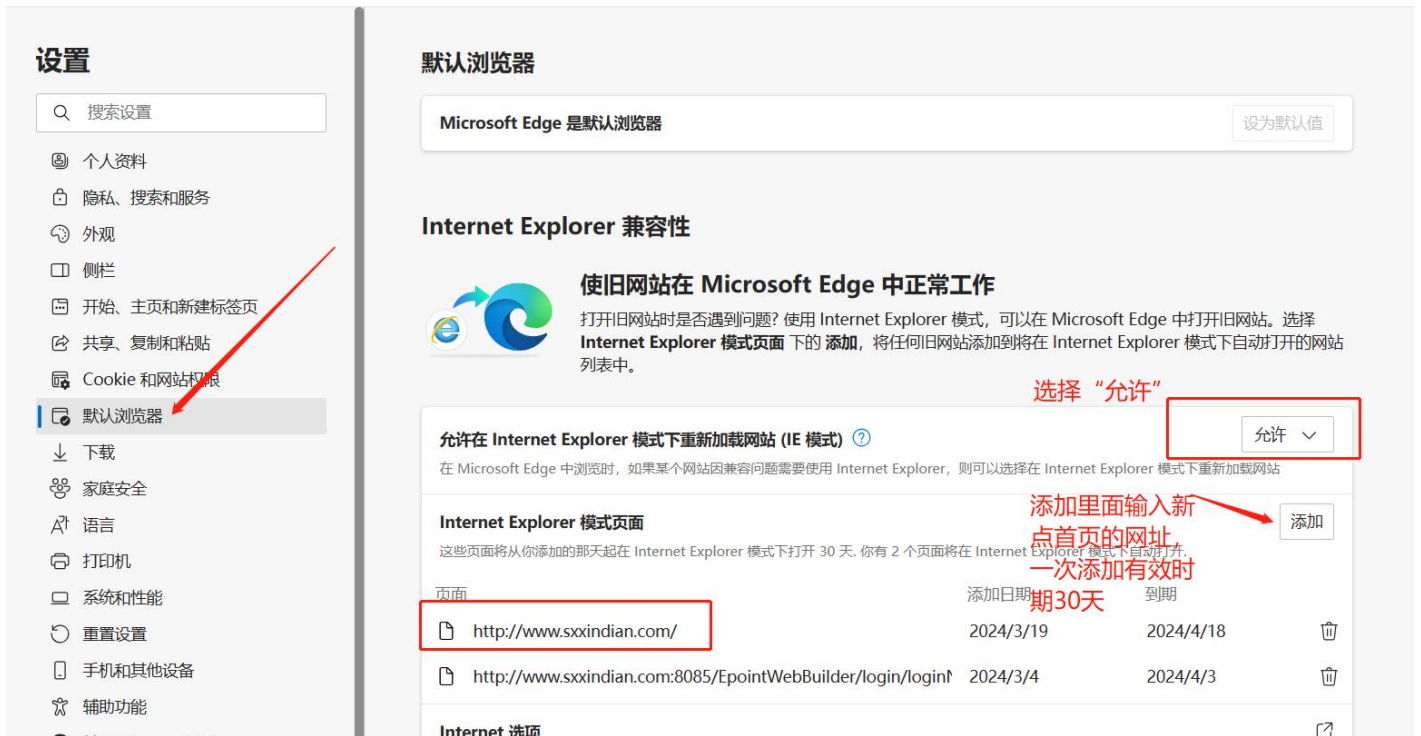 设置
搜索设置
个人资料
隐私、搜索和服务
外观
侧栏
开始、主页和新建标签页
共享、复制和粘贴
Cookie 和网站权限
默认浏览器
下载
家庭安全
语言
打印机
系统和性能
重置设置
手机和其他设备
辅助功能
默认浏览器
Microsoft Edge 是默认浏览器
设为默认值
Internet Explorer 兼容性
使旧网站在 Microsoft Edge 中正常工作
打开旧网站时是否遇到问题? 使用 Internet Explorer 模式，可以在 Microsoft Edge 中打开旧网站。选择
Internet Explorer 模式页面 下的 添加，将任何旧网站添加到将在 Internet Explorer 模式下自动打开的网站
列表中。
选择“允许”
允许在 Internet Explorer 模式下重新加载网站 (IE 模式)
允许
在 Microsoft Edge 中浏览时，如果某个网站因兼容问题需要使用 Internet Explorer，则可以选择在 Internet Explorer 模式下重新加载网站
Internet Explorer 模式页面
添加
添加里面输入新
点首页的网址，
一次添加有效时
期30天
这些页面将从你添加的那天起在 Internet Explorer 模式下打开 30 天. 你有 2 个页面将在 Internet Explorer 模式下自动打开.
页面 添加日期 到期
http://www.sxxindian.com/ 2024/3/19 2024/4/18
http://www.sxxindian.com:8085/EpointWebBuilder/login/login 2024/3/4 2024/4/3
Internet 选项